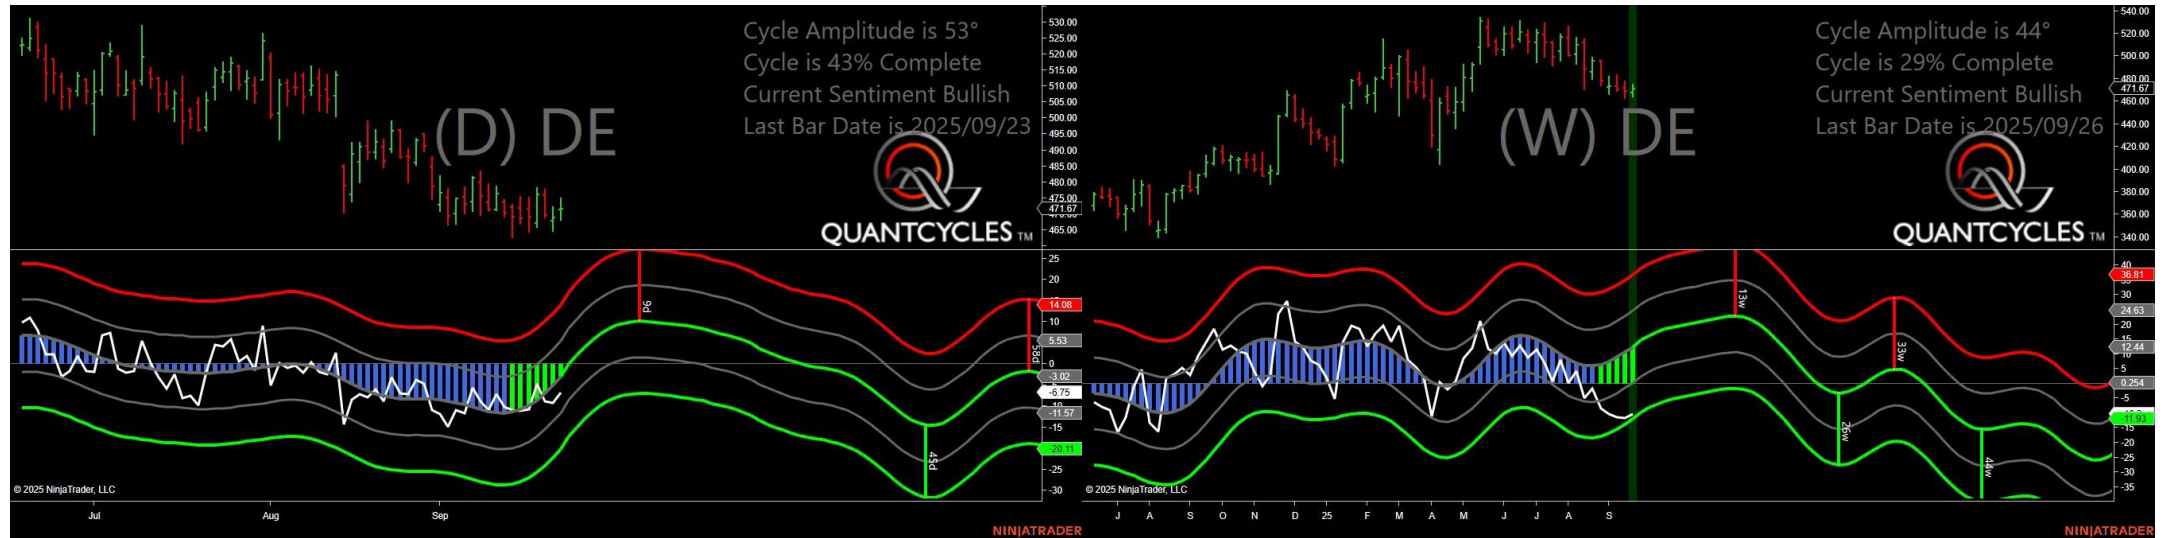 Cycle Amplitude is 53°
Cycle is 43% Complete
Current Sentiment Bullish
Last Bar Date is 2025/09/23
(D) DE
QUANTCYCLES TM
530.00
525.00
520.00
515.00
510.00
505.00
500.00
495.00
490.00
485.00
480.00
475.00
471.67
465.00
25
20
14.08
10
5.53
0
-3.02
-6.75
-11.57
-15
-20.11
-25
-30
9d
45d
58d
© 2025 NinjaTrader, LLC
Jul Aug Sep
NINJATRADER
Cycle Amplitude is 44°
Cycle is 29% Complete
Current Sentiment Bullish
Last Bar Date is 2025/09/26
(W) DE
QUANTCYCLES TM
540.00
520.00
500.00
480.00
471.67
460.00
440.00
420.00
400.00
380.00
360.00
340.00
40
36.81
30
24.63
20
15
12.44
5
0.254
-5
-11.93
-15
-20
-25
-30
-35
13w
26w
33w
44w
© 2025 NinjaTrader, LLC
J A S O N D 25 F M A M J J A S
NINJATRADER